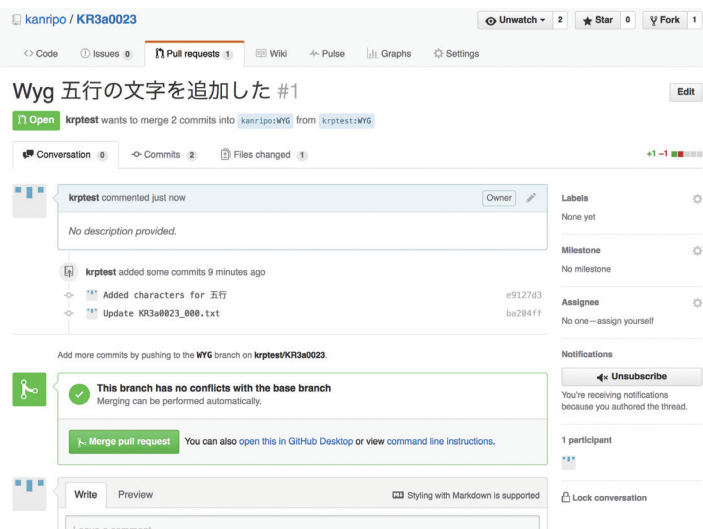 kanripo / KR3a0023
Unwatch 2 Star 0 Fork 1
Code Issues 0 Pull requests 1 Wiki Pulse Graphs Settings
Wyg 五行の文字を追加した #1
Edit
Open krptest wants to merge 2 commits into kanripo:WYG from krptest:WYG
Conversation 0 Commits 2 Files changed 1 +1 −1
krptest commented just now Owner
No description provided.
krptest added some commits 9 minutes ago
Added characters for 五行 e9127d3
Update KR3a0023_000.txt ba204ff
Add more commits by pushing to the WYG branch on krptest/KR3a0023.
This branch has no conflicts with the base branch
Merging can be performed automatically.
Merge pull request You can also open this in GitHub Desktop or view command line instructions.
Write Preview Styling with Markdown is supported
Leave a comment
Labels
None yet
Milestone
No milestone
Assignee
No one—assign yourself
Notifications
Unsubscribe
You're receiving notifications
because you authored the thread.
1 participant
Lock conversation